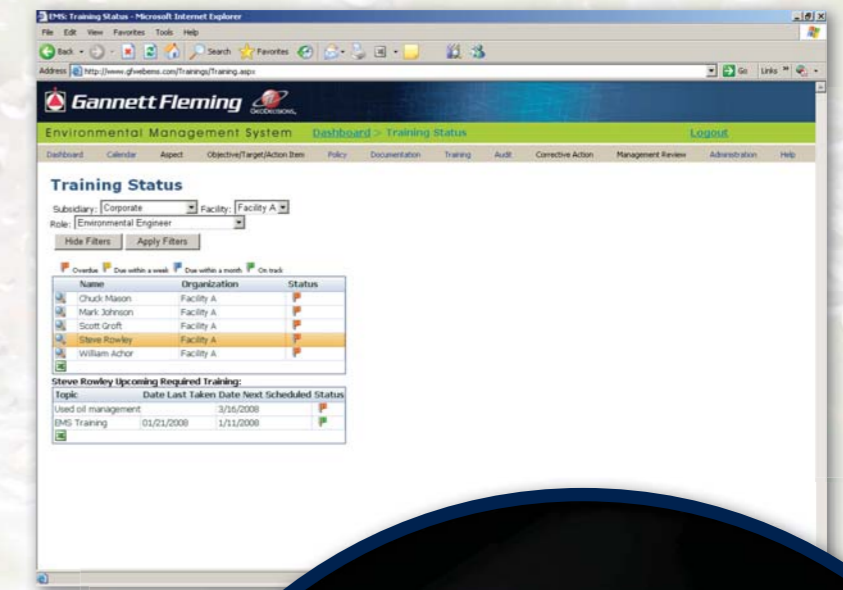 EMS: Training Status - Microsoft Internet Explorer
File Edit View Favorites Tools Help
Back Search Favorites
Address http://www.gfwebems.com/Trainings/Training.aspx Go Links
Gannett Fleming GEODECISIONS
Environmental Management System Dashboard > Training Status Logout
Dashboard Calendar Aspect Objective/Target/Action Item Policy Documentation Training Audit Corrective Action Management Review Administration Help
Training Status
Subsidiary: Corporate Facility: Facility A
Role: Environmental Engineer
Hide Filters Apply Filters
Overdue Due within a week Due within a month On track
Name Organization Status
Chuck Mason Facility A
Mark Johnson Facility A
Scott Groft Facility A
Steve Rowley Facility A
William Achor Facility A
Steve Rowley Upcoming Required Training:
Topic Date Last Taken Date Next Scheduled Status
Used oil management 3/16/2008
EMS Training 01/21/2008 1/11/2008